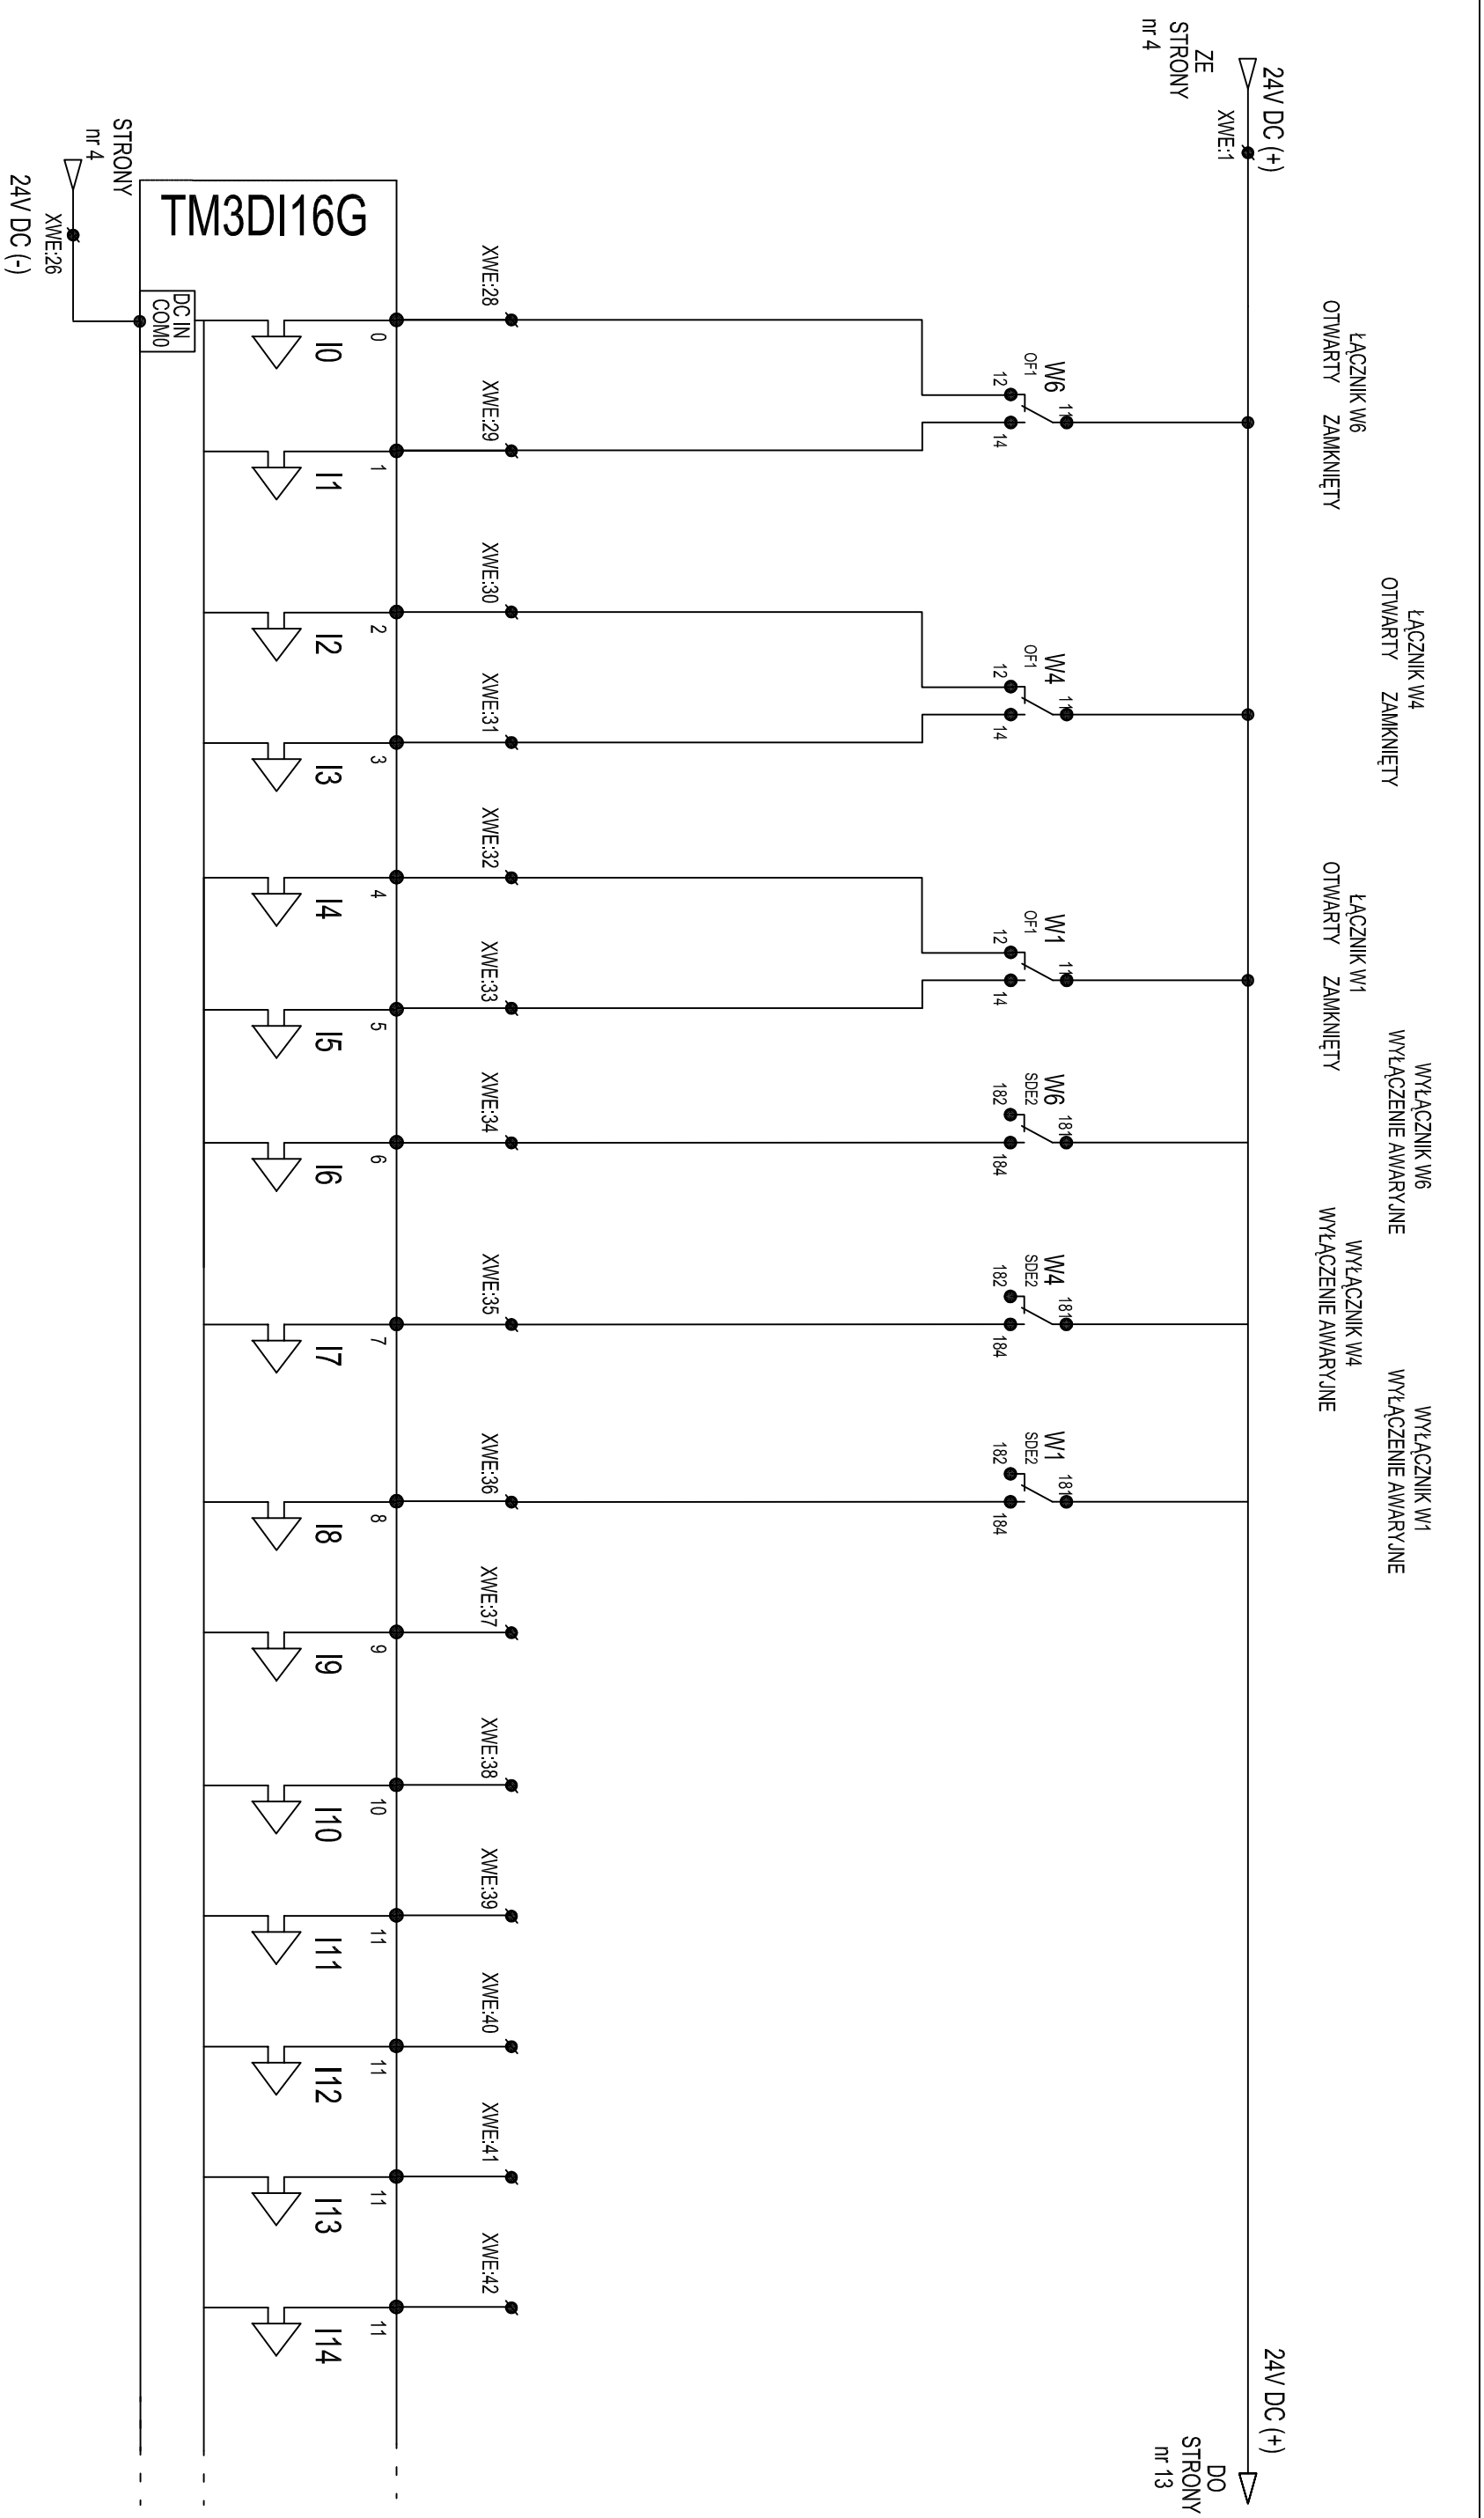 ŁĄCZNIK W6
OTWARTY ZAMKNIĘTY
ŁĄCZNIK W4
OTWARTY ZAMKNIĘTY
ŁĄCZNIK W1
OTWARTY ZAMKNIĘTY
WYŁĄCZNIK W6
WYŁĄCZENIE AWARYJNE
WYŁĄCZNIK W4
WYŁĄCZENIE AWARYJNE
WYŁĄCZNIK W1
WYŁĄCZENIE AWARYJNE
24V DC (+)
XWE:1
ZE
STRONY
nr 4
24V DC (+)
DO
STRONY
nr 13
W6
OF1
11
12
14
W4
OF1
11
12
14
W1
OF1
11
12
14
W6
SDE2
181
182
184
W4
SDE2
181
182
184
W1
SDE2
181
182
184
XWE:28
XWE:29
XWE:30
XWE:31
XWE:32
XWE:33
XWE:34
XWE:35
XWE:36
XWE:37
XWE:38
XWE:39
XWE:40
XWE:41
XWE:42
TM3DI16G
0
1
2
3
4
5
6
7
8
9
10
11
11
11
11
I0
I1
I2
I3
I4
I5
I6
I7
I8
I9
I10
I11
I12
I13
I14
DC IN
COM0
STRONY
nr 4
XWE:26
24V DC (-)